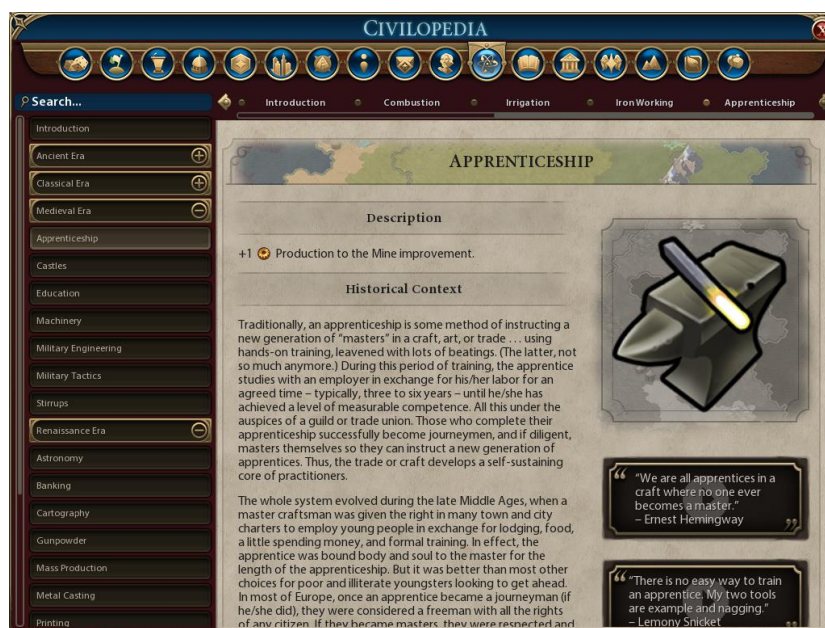 CIVILOPEDIA
Search...
Introduction
Combustion
Irrigation
Iron Working
Apprenticeship
Introduction
Ancient Era
Classical Era
Medieval Era
Apprenticeship
Castles
Education
Machinery
Military Engineering
Military Tactics
Stirrups
Renaissance Era
Astronomy
Banking
Cartography
Gunpowder
Mass Production
Metal Casting
Printing
APPRENTICESHIP
Description
+1 Production to the Mine improvement.
Historical Context
Traditionally, an apprenticeship is some method of instructing a
new generation of “masters” in a craft, art, or trade … using
hands-on training, leavened with lots of beatings. (The latter, not
so much anymore.) During this period of training, the apprentice
studies with an employer in exchange for his/her labor for an
agreed time – typically, three to six years – until he/she has
achieved a level of measurable competence. All this under the
auspices of a guild or trade union. Those who complete their
apprenticeship successfully become journeymen, and if diligent,
masters themselves so they can instruct a new generation of
apprentices. Thus, the trade or craft develops a self-sustaining
core of practitioners.
The whole system evolved during the late Middle Ages, when a
master craftsman was given the right in many town and city
charters to employ young people in exchange for lodging, food,
a little spending money, and formal training. In effect, the
apprentice was bound body and soul to the master for the
length of the apprenticeship. But it was better than most other
choices for poor and illiterate youngsters looking to get ahead.
In most of Europe, once an apprentice became a journeyman (if
he/she did), they were considered a freeman with all the rights
of any citizen. If they became masters, they were respected and
“We are all apprentices in a
craft where no one ever
becomes a master.”
– Ernest Hemingway
“There is no easy way to train
an apprentice. My two tools
are example and nagging.”
– Lemony Snicket